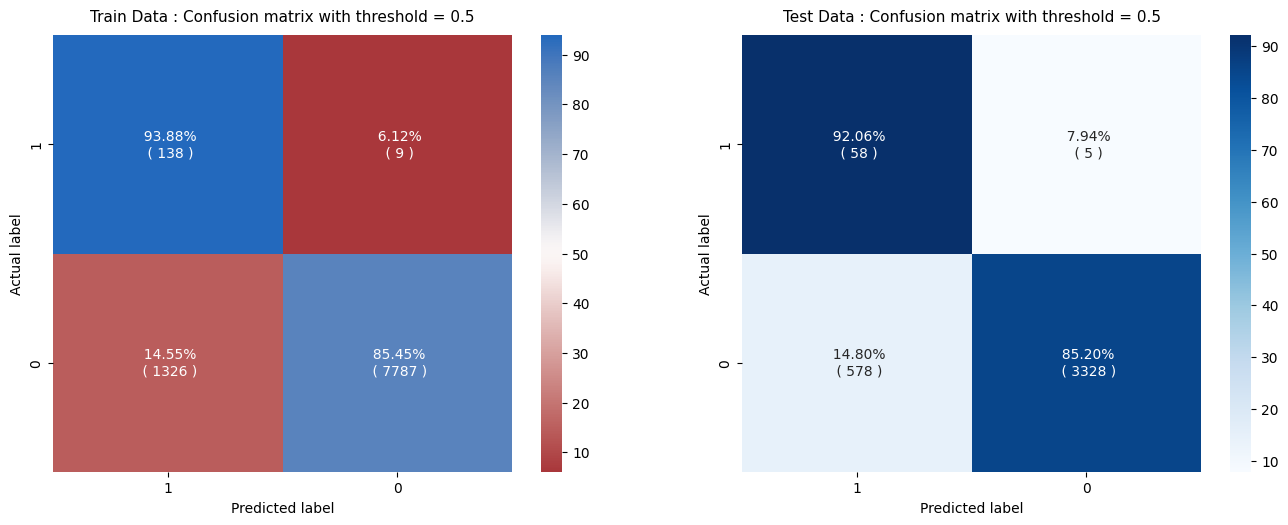 Train Data : Confusion matrix with threshold = 0.5
93.88%
( 138 )
6.12%
( 9 )
14.55%
( 1326 )
85.45%
( 7787 )
1
0
Actual label
1
0
Predicted label
90
80
70
60
50
40
30
20
10
Test Data : Confusion matrix with threshold = 0.5
92.06%
( 58 )
7.94%
( 5 )
14.80%
( 578 )
85.20%
( 3328 )
1
0
Actual label
1
0
Predicted label
90
80
70
60
50
40
30
20
10